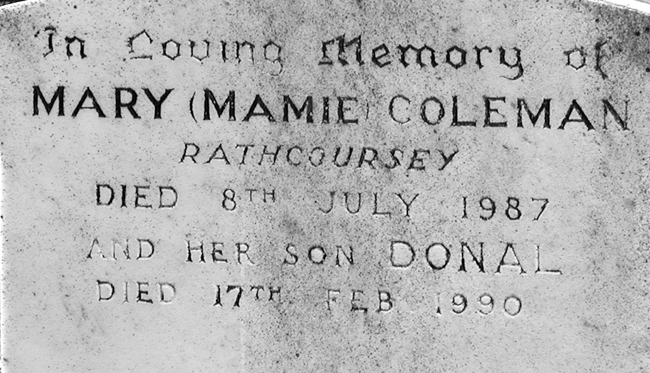 In Loving Memory of
MARY (MAMIE) COLEMAN
RATHCOURSEY
DIED 8TH JULY 1987
AND HER SON DONAL
DIED 17TH FEB 1990